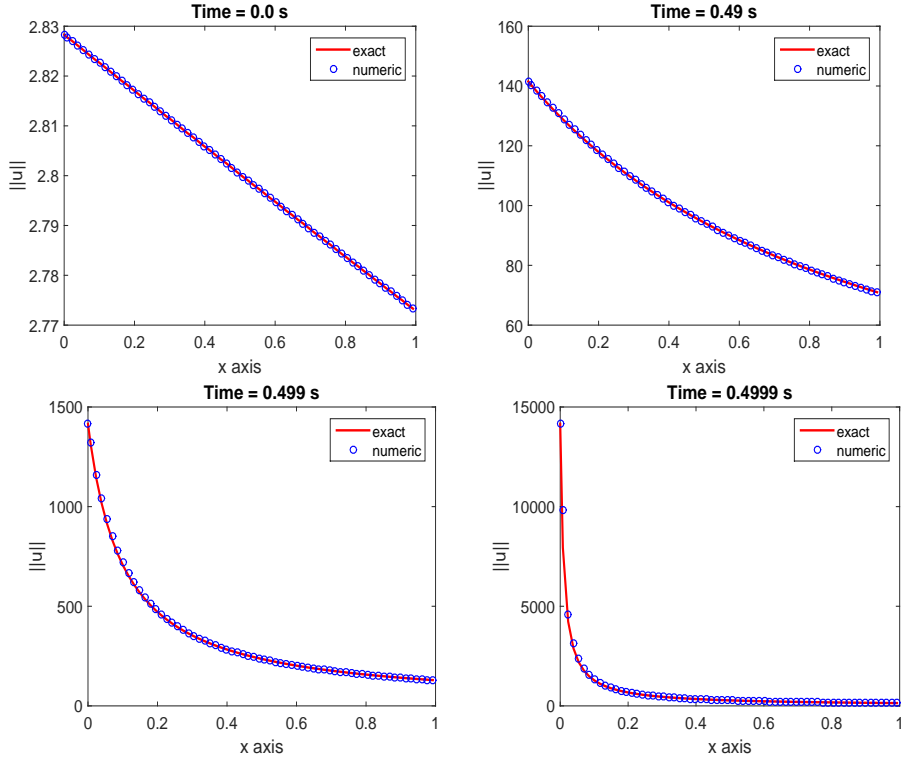 Time = 0.0 s
2.83
2.82
2.81
2.8
2.79
2.78
2.77
||u||
exact
numeric
0 0.2 0.4 0.6 0.8 1
x axis
Time = 0.49 s
160
140
120
100
80
60
||u||
exact
numeric
0 0.2 0.4 0.6 0.8 1
x axis
Time = 0.499 s
1500
1000
500
0
||u||
exact
numeric
0 0.2 0.4 0.6 0.8 1
x axis
Time = 0.4999 s
15000
10000
5000
0
||u||
exact
numeric
0 0.2 0.4 0.6 0.8 1
x axis